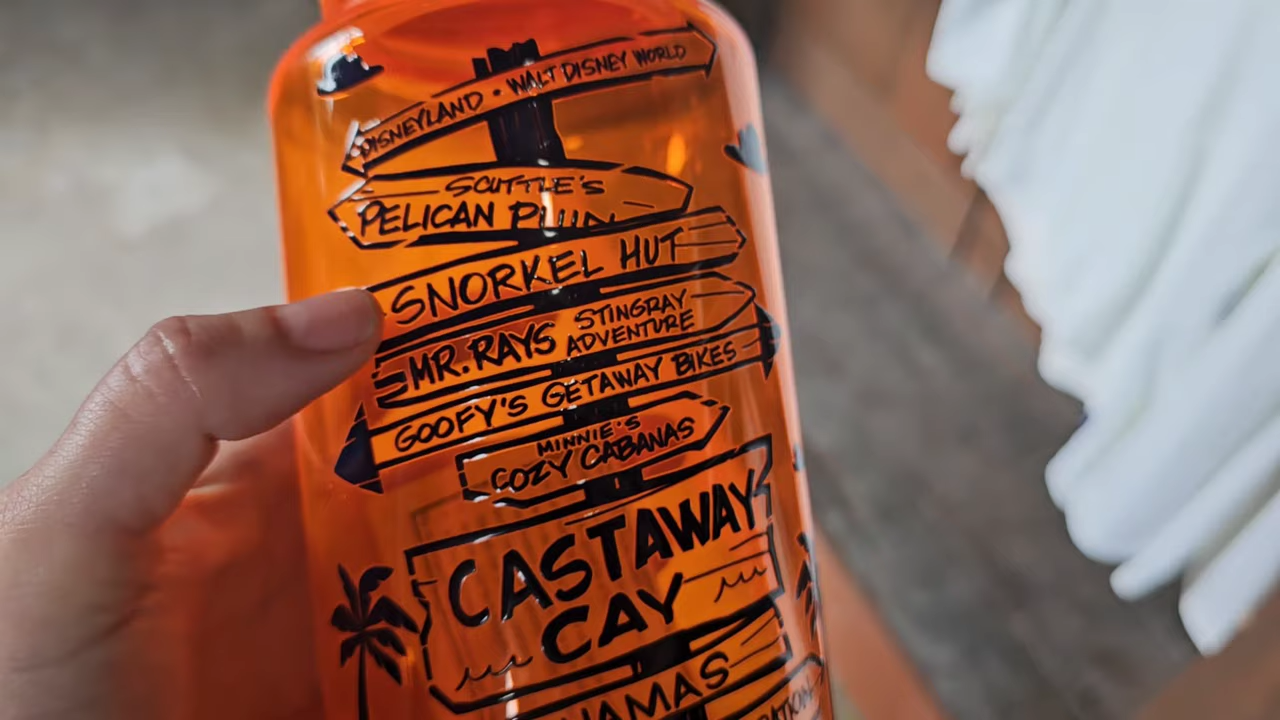 DISNEYLAND • WALT DISNEY WORLD
SCUTTLE'S
PELICAN
SNORKEL HUT
MR. RAYS STINGRAY
ADVENTURE
GOOFY'S GETAWAY BIKES
MINNIE'S
COZY CABANAS
CASTAWAY
CAY